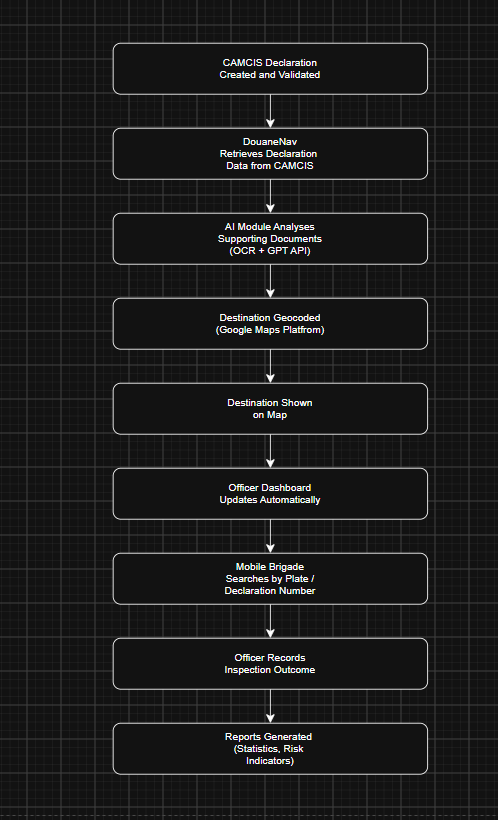 CAMCIS Declaration
Created and Validated
DouaneNav
Retrieves Declaration
Data from CAMCIS
AI Module Analyses
Supporting Documents
(OCR + GPT API)
Destination Geocoded
(Google Maps Platfrom)
Destination Shown
on Map
Officer Dashboard
Updates Automatically
Mobile Brigade
Searches by Plate /
Declaration Number
Officer Records
Inspection Outcome
Reports Generated
(Statistics, Risk
Indicators)